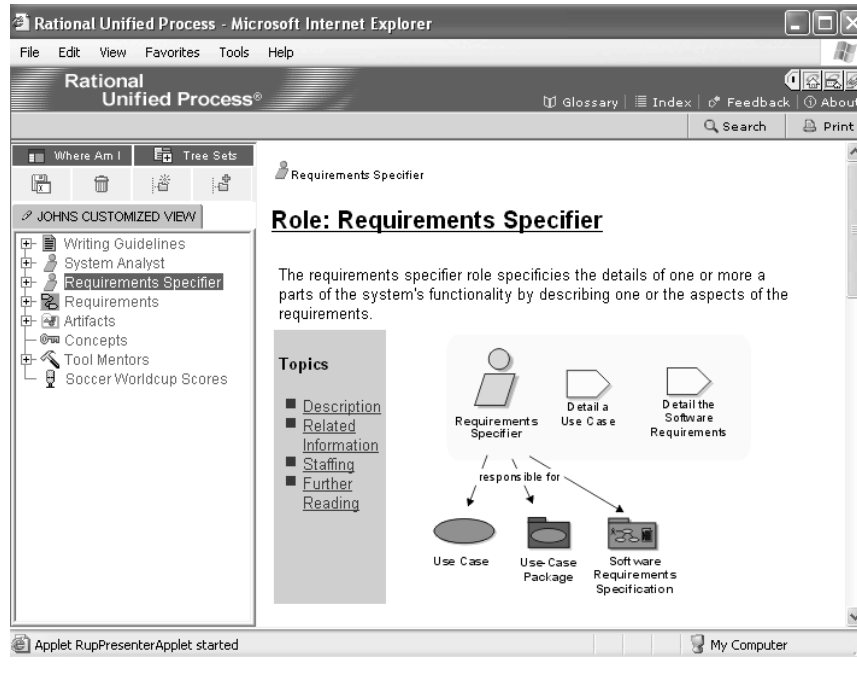 Rational Unified Process - Microsoft Internet Explorer
File Edit View Favorites Tools Help
Rational
Unified Process®
Glossary | Index | Feedback | About
Search Print
Where Am I Tree Sets
JOHNS CUSTOMIZED VIEW
Writing Guidelines
System Analyst
Requirements Specifier
Requirements
Artifacts
Concepts
Tool Mentors
Soccer Worldcup Scores
Requirements Specifier
Role: Requirements Specifier
The requirements specifier role specificies the details of one or more a
parts of the system's functionality by describing one or the aspects of the
requirements.
Topics
Description
Related
Information
Staffing
Further
Reading
Requirements
Specifier
Detail a
Use Case
Detail the
Software
Requirements
responsible for
Use Case
Use-Case
Package
Software
Requirements
Specification
Applet RupPresenterApplet started
My Computer